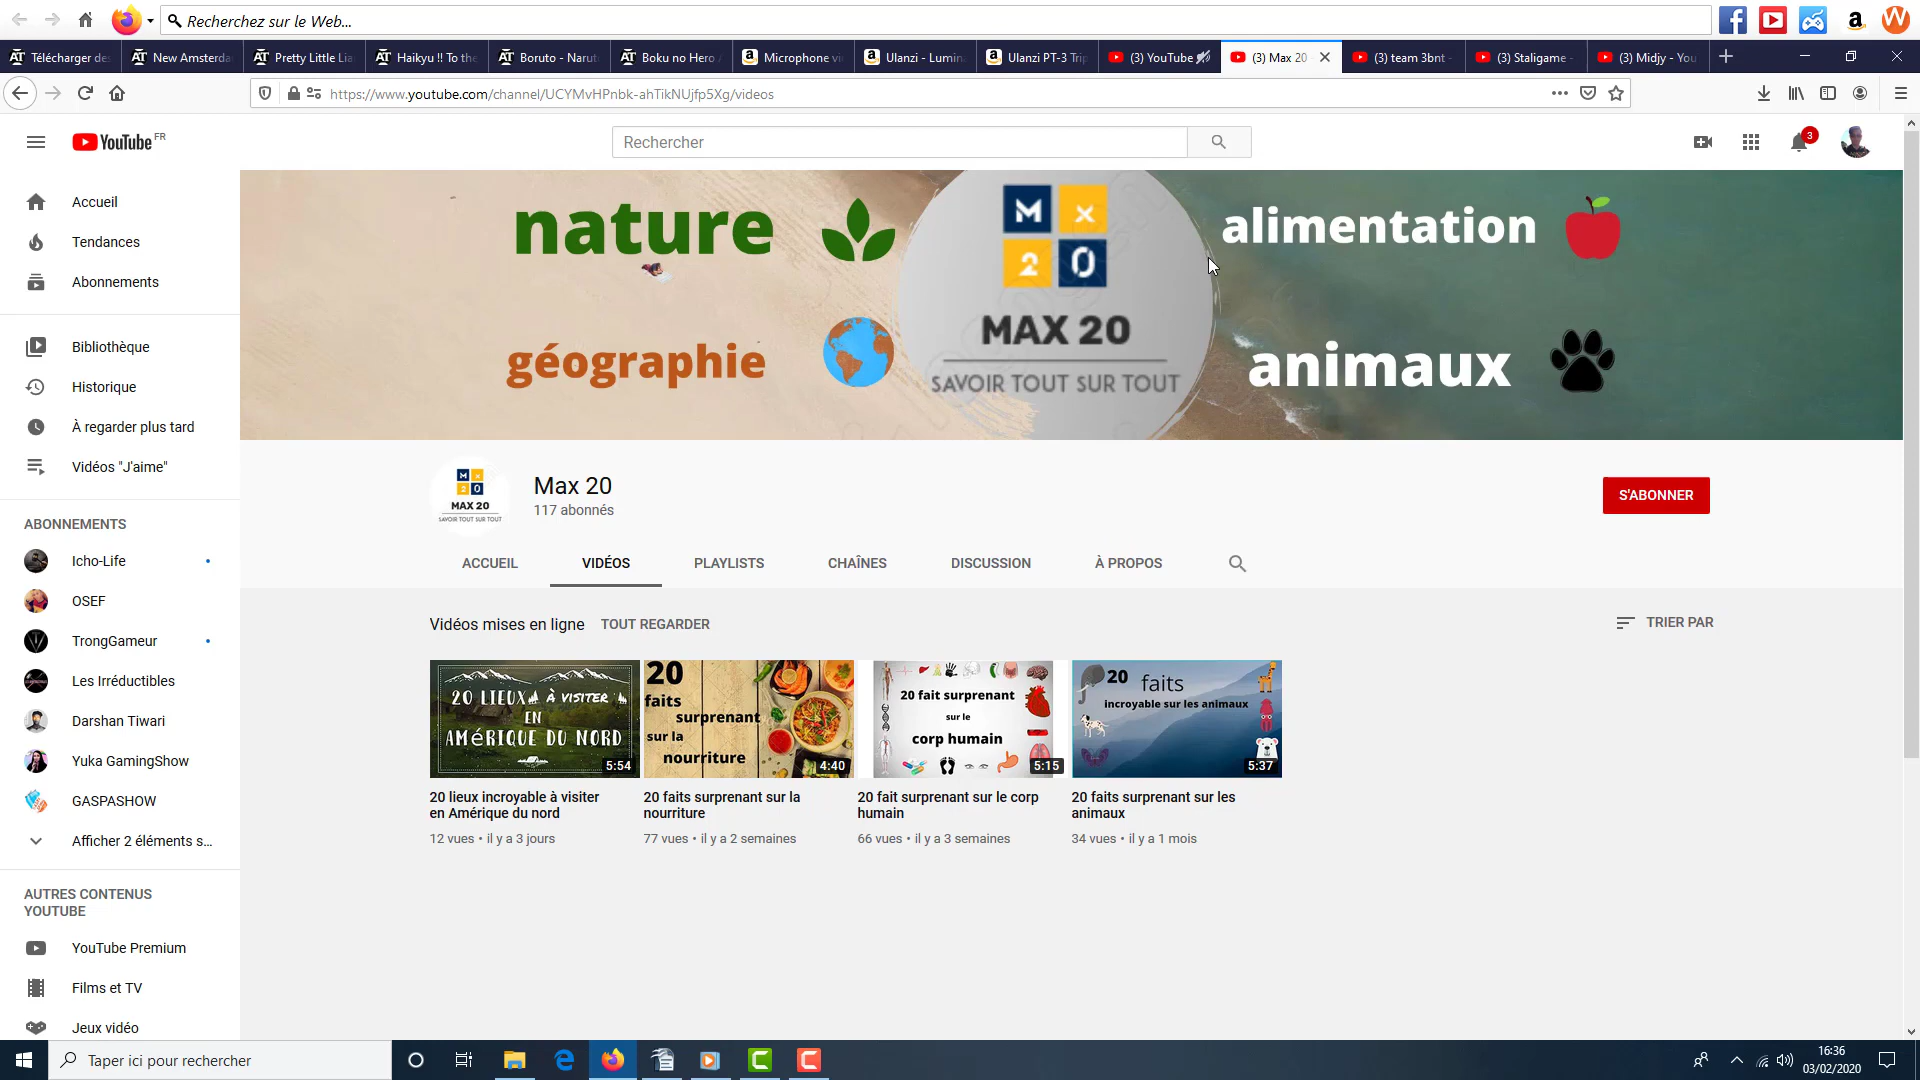 Recherchez sur le Web...
Télécharger de
New Amsterda
Pretty Little Lia
Haikyu !! To the
Boruto - Narut
Boku no Hero
Microphone vi
Ulanzi - Lumin
Ulanzi PT-3 Trip
(3) YouTube
(3) Max 20
(3) team 3bnt -
(3) Staligame -
(3) Midjy - You
https://www.youtube.com/channel/UCYMvHPnbk-ahTikNUjfp5Xg/videos
YouTube FR
Rechercher
3
Accueil
Tendances
Abonnements
Bibliothèque
Historique
À regarder plus tard
Vidéos "J'aime"
ABONNEMENTS
Icho-Life
OSEF
TrongGameur
Les Irréductibles
Darshan Tiwari
Yuka GamingShow
GASPASHOW
Afficher 2 éléments s...
AUTRES CONTENUS
YOUTUBE
YouTube Premium
Films et TV
Jeux vidéo
nature
géographie
M x
2 0
MAX 20
SAVOIR TOUT SUR TOUT
alimentation
animaux
M x
2 0
MAX 20
SAVOIR TOUT SUR TOUT
Max 20
117 abonnés
S'ABONNER
ACCUEIL
VIDÉOS
PLAYLISTS
CHAÎNES
DISCUSSION
À PROPOS
Vidéos mises en ligne
TOUT REGARDER
TRIER PAR
20 LIEUX À VISITER
EN
AMéRIQUE DU NORD
5:54
20 lieux incroyable à visiter
en Amérique du nord
12 vues • il y a 3 jours
20
faits
surprenant
sur la
nourriture
4:40
20 faits surprenant sur la
nourriture
77 vues • il y a 2 semaines
20 fait surprenant
sur le
corp humain
5:15
20 fait surprenant sur le corp
humain
66 vues • il y a 3 semaines
20 faits
incroyable sur les animaux
5:37
20 faits surprenant sur les
animaux
34 vues • il y a 1 mois
Taper ici pour rechercher
16:36
03/02/2020